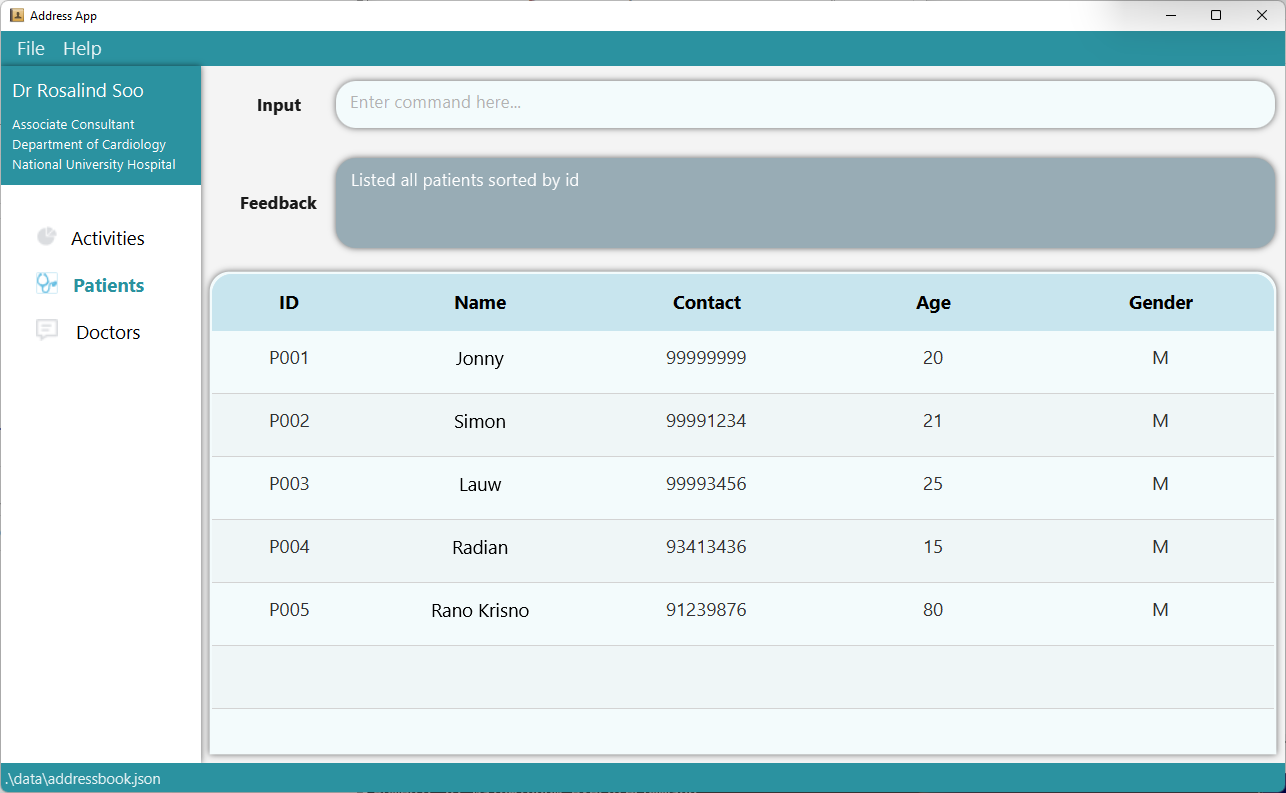 Address App
File Help
Dr Rosalind Soo
Associate Consultant
Department of Cardiology
National University Hospital
Activities
Patients
Doctors
Input
Enter command here...
Feedback
Listed all patients sorted by id
ID Name Contact Age Gender
P001 Jonny 99999999 20 M
P002 Simon 99991234 21 M
P003 Lauw 99993456 25 M
P004 Radian 93413436 15 M
P005 Rano Krisno 91239876 80 M
.\data\addressbook.json